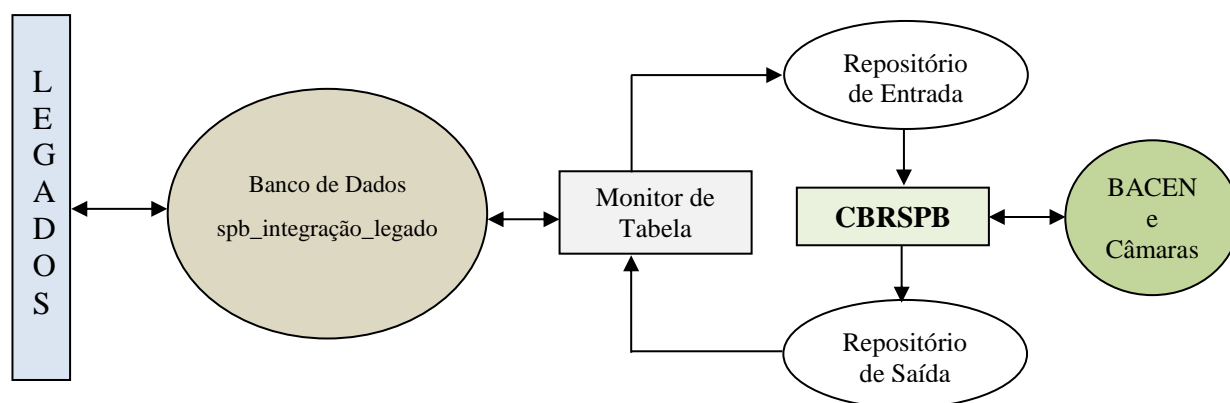 L
E
G
A
D
O
S
Banco de Dados
spb_integração_legado
Monitor de
Tabela
Repositório
de Entrada
CBRSPB
Repositório
de Saída
BACEN
e
Câmaras